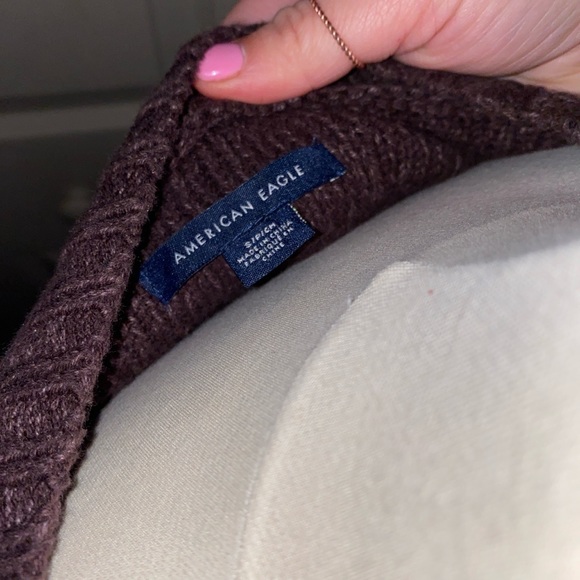 AMERICAN EAGLE
S/P/CH
MADE IN CHINA
FABRIQUÉ EN
CHINE